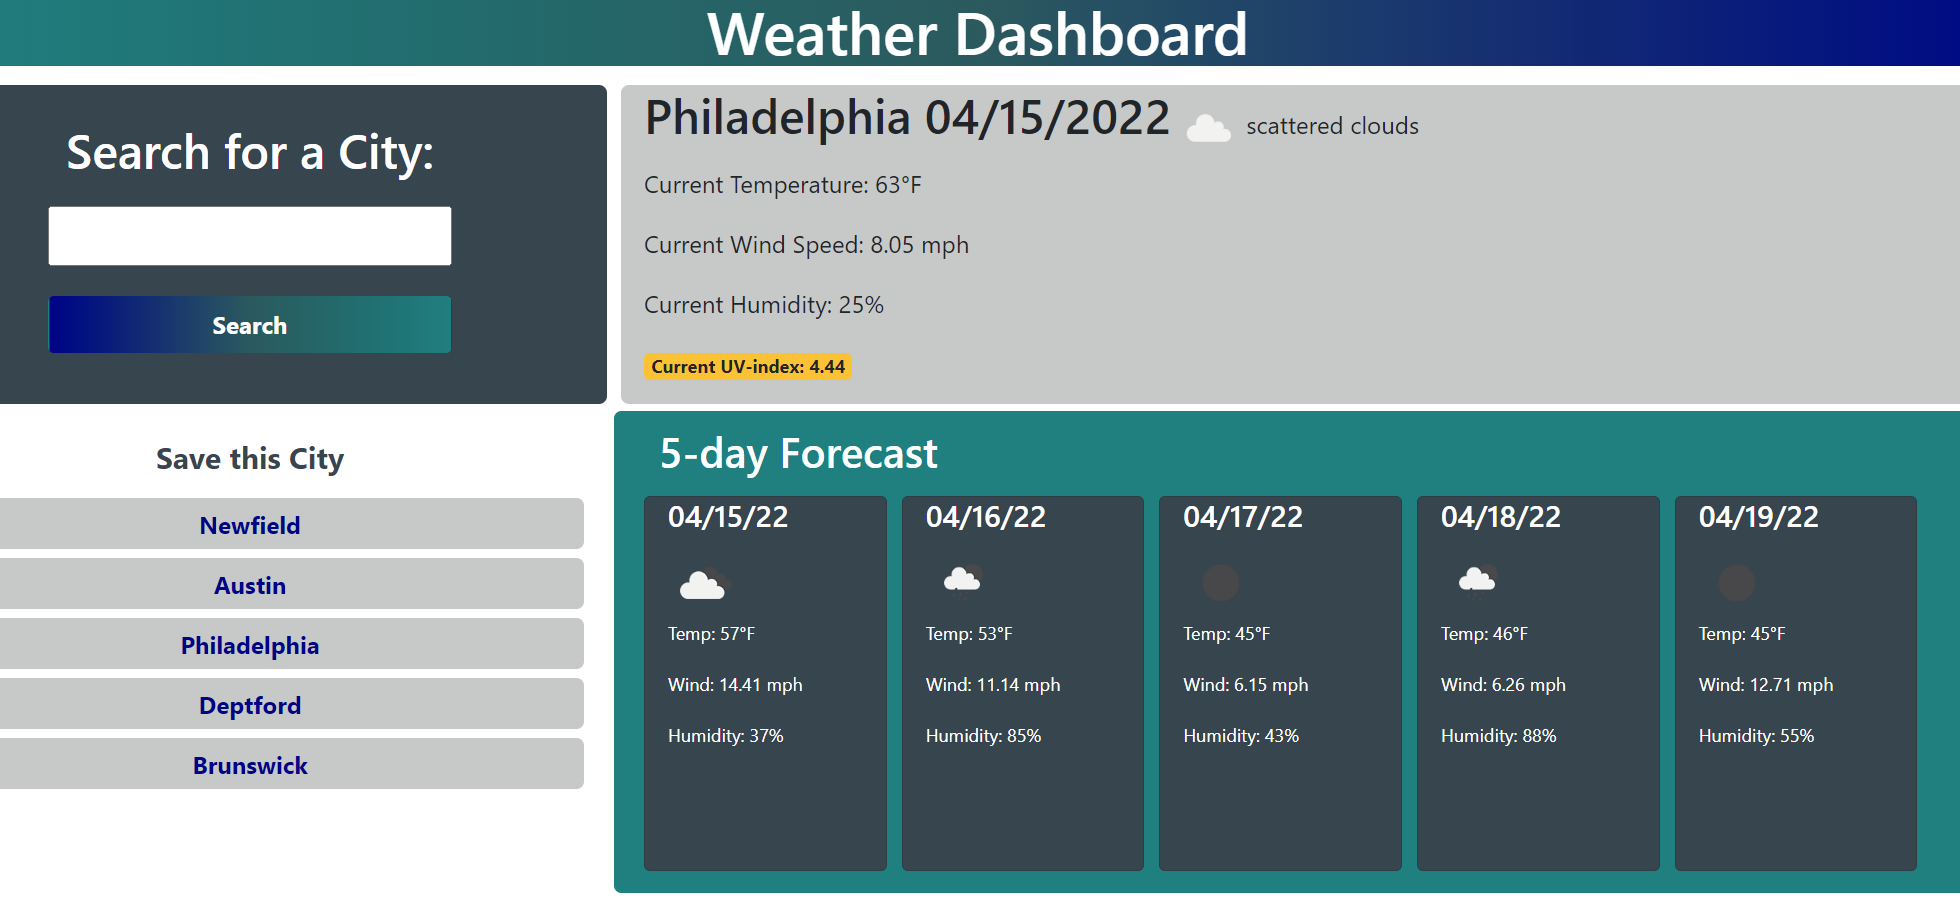 Weather Dashboard
Search for a City:
Search
Philadelphia 04/15/2022 scattered clouds
Current Temperature: 63°F
Current Wind Speed: 8.05 mph
Current Humidity: 25%
Current UV-index: 4.44
Save this City
Newfield
Austin
Philadelphia
Deptford
Brunswick
5-day Forecast
04/15/22
Temp: 57°F
Wind: 14.41 mph
Humidity: 37%
04/16/22
Temp: 53°F
Wind: 11.14 mph
Humidity: 85%
04/17/22
Temp: 45°F
Wind: 6.15 mph
Humidity: 43%
04/18/22
Temp: 46°F
Wind: 6.26 mph
Humidity: 88%
04/19/22
Temp: 45°F
Wind: 12.71 mph
Humidity: 55%